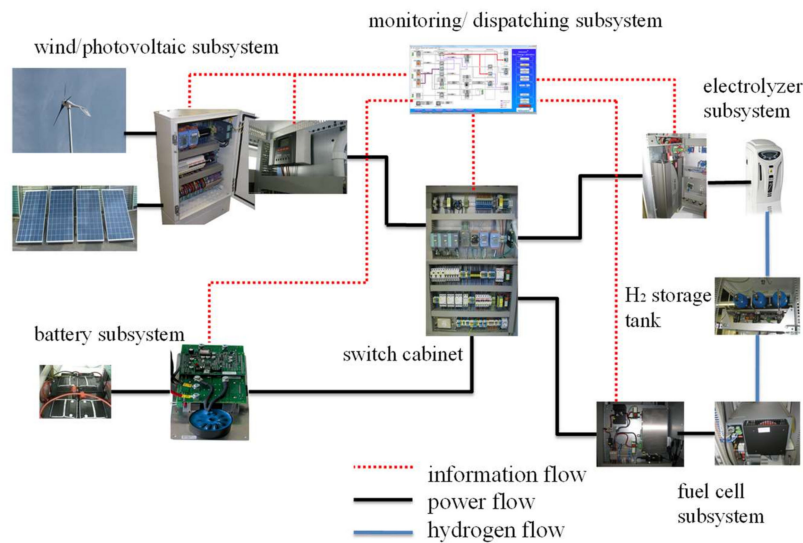 monitoring/ dispatching subsystem
wind/photovoltaic subsystem
electrolyzer
subsystem
H2 storage
tank
battery subsystem
switch cabinet
information flow
power flow
hydrogen flow
fuel cell
subsystem